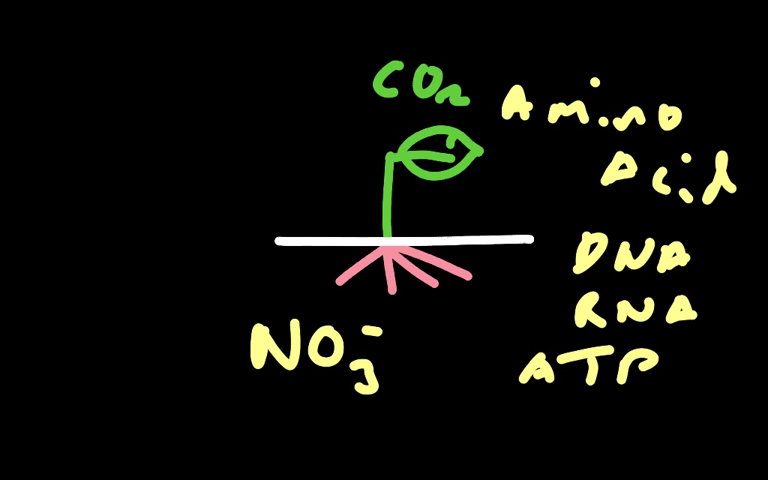 CO₂
Amino
Acid
DNA
RNA
NO₃⁻
ATP